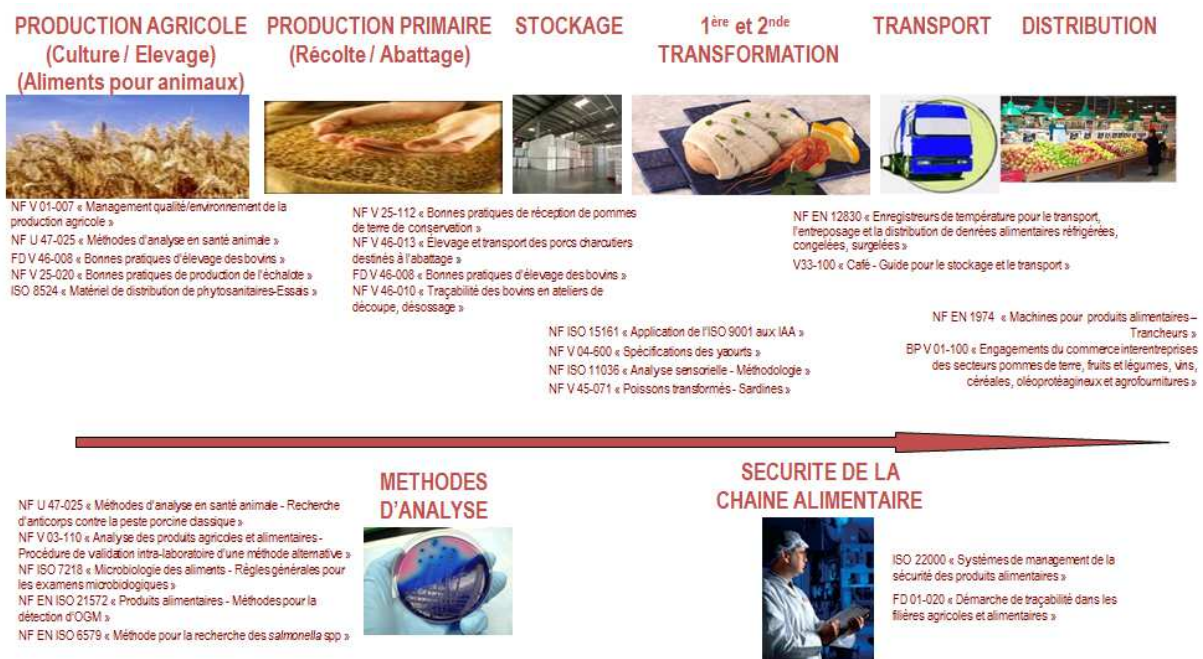 PRODUCTION AGRICOLE
(Culture / Elevage)
(Aliments pour animaux)
PRODUCTION PRIMAIRE
(Récolte / Abattage)
STOCKAGE
1ère et 2nde
TRANSFORMATION
TRANSPORT
DISTRIBUTION
NF V 01-007 « Management qualité/environnement de la
production agricole »
NF U 47-025 « Méthodes d'analyse en santé animale »
FD V 46-008 « Bonnes pratiques d'élevage des bovins »
NF V 25-020 « Bonnes pratiques de production de l'échalote »
ISO 8524 « Matériel de distribution de phytosanitaires-Essais »
NF V 25-112 « Bonnes pratiques de réception de pommes
de terre de conservation »
NF V 46-013 « Élevage et transport des porcs charcutiers
destinés à l'abattage »
FD V 46-008 « Bonnes pratiques d'élevage des bovins »
NF V 46-010 « Traçabilité des bovins en ateliers de
découpe, désossage »
NF EN 12830 « Enregistreurs de température pour le transport,
l'entreposage et la distribution de denrées alimentaires réfrigérées,
congelées, surgelées »
V33-100 « Café - Guide pour le stockage et le transport »
NF ISO 15161 « Application de l'ISO 9001 aux IAA »
NF V 04-600 « Spécifications des yaourts »
NF ISO 11036 « Analyse sensorielle - Méthodologie »
NF V 45-071 « Poissons transformés - Sardines »
NF EN 1974 « Machines pour produits alimentaires –
Trancheurs »
BP V 01-100 « Engagements du commerce interentreprises
des secteurs pommes de terre, fruits et légumes, vins,
céréales, oléoprotéagineux et agrofournitures »
METHODES
D'ANALYSE
SECURITE DE LA
CHAINE ALIMENTAIRE
NF U 47-025 « Méthodes d'analyse en santé animale - Recherche
d'anticorps contre la peste porcine classique »
NF V 03-110 « Analyse des produits agricoles et alimentaires -
Procédure de validation intra-laboratoire d'une méthode alternative »
NF ISO 7218 « Microbiologie des aliments - Règles générales pour
les examens microbiologiques »
NF EN ISO 21572 « Produits alimentaires - Méthodes pour la
détection d'OGM »
NF EN ISO 6579 « Méthode pour la recherche des salmonella spp »
ISO 22000 « Systèmes de management de la
sécurité des produits alimentaires »
FD 01-020 « Démarche de traçabilité dans les
filières agricoles et alimentaires »